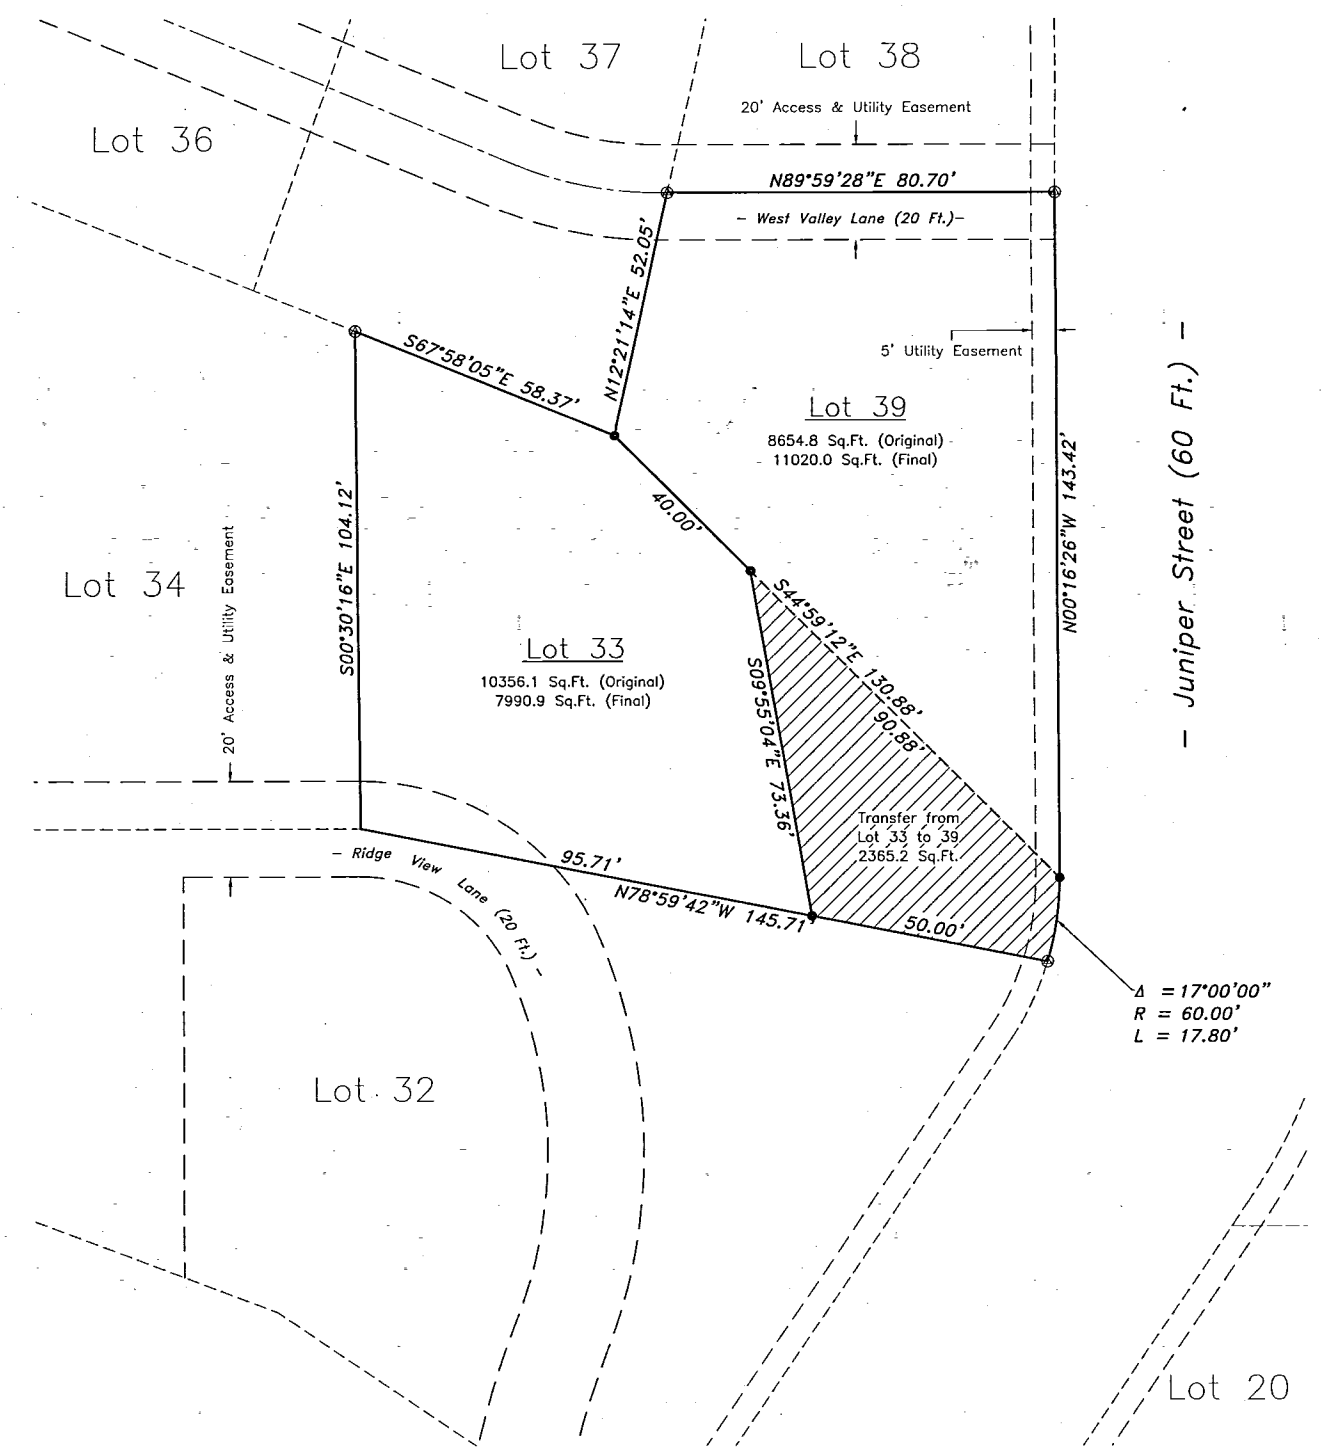 Lot 37
Lot 38
20' Access & Utility Easement
Lot 36
N89°59'28"E 80.70'
- West Valley Lane (20 Ft.)-
N12°21'14"E 52.05'
S67°58'05"E 58.37'
5' Utility Easement
- Juniper Street (60 Ft.) -
Lot 39
8654.8 Sq.Ft. (Original)
11020.0 Sq.Ft. (Final)
N00°16'26"W 143.42'
40.00'
S00°30'16"E 104.12'
20' Access & Utility Easement
Lot 34
S44°59'12"E 130.88'
90.88'
Lot 33
10356.1 Sq.Ft. (Original)
7990.9 Sq.Ft. (Final)
S09°55'04"E 73.36'
Transfer from
Lot 33 to 39
2365.2 Sq.Ft.
- Ridge View Lane (20 Ft.) -
95.71'
N78°59'42"W 145.71'
50.00'
Δ = 17°00'00"
R = 60.00'
L = 17.80'
Lot 32
Lot 20